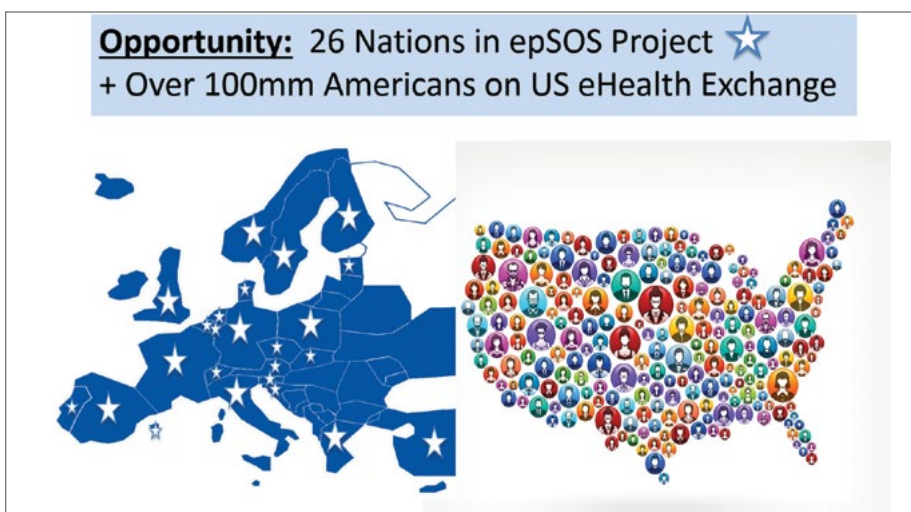 Opportunity: 26 Nations in epSOS Project
+ Over 100mm Americans on US eHealth Exchange